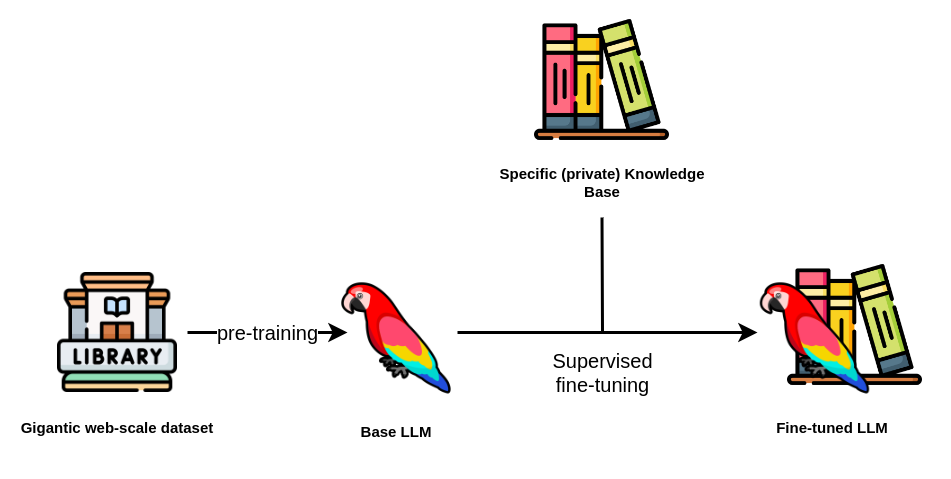 Specific (private) Knowledge
Base
LIBRARY
pre-training
Supervised
fine-tuning
Gigantic web-scale dataset
Base LLM
Fine-tuned LLM